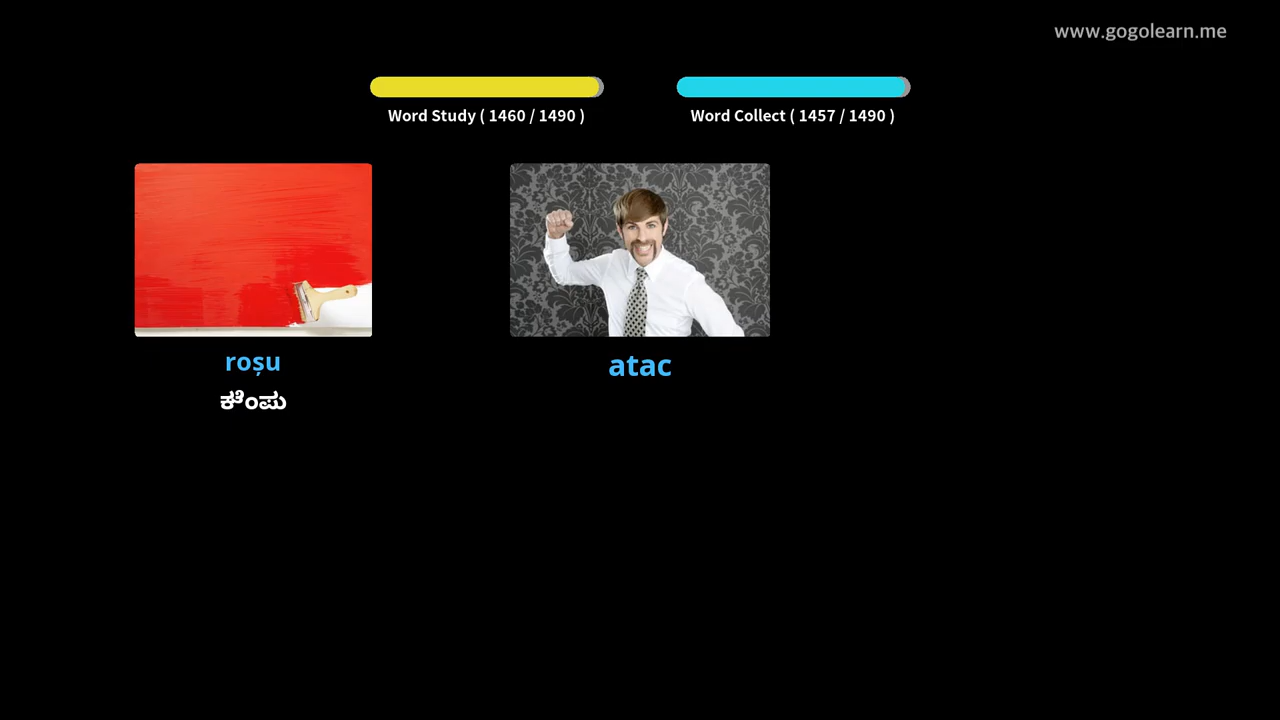 www.gogolearn.me
Word Study ( 1460 / 1490 )
Word Collect ( 1457 / 1490 )
roșu
ಕೆಂಪು
atac